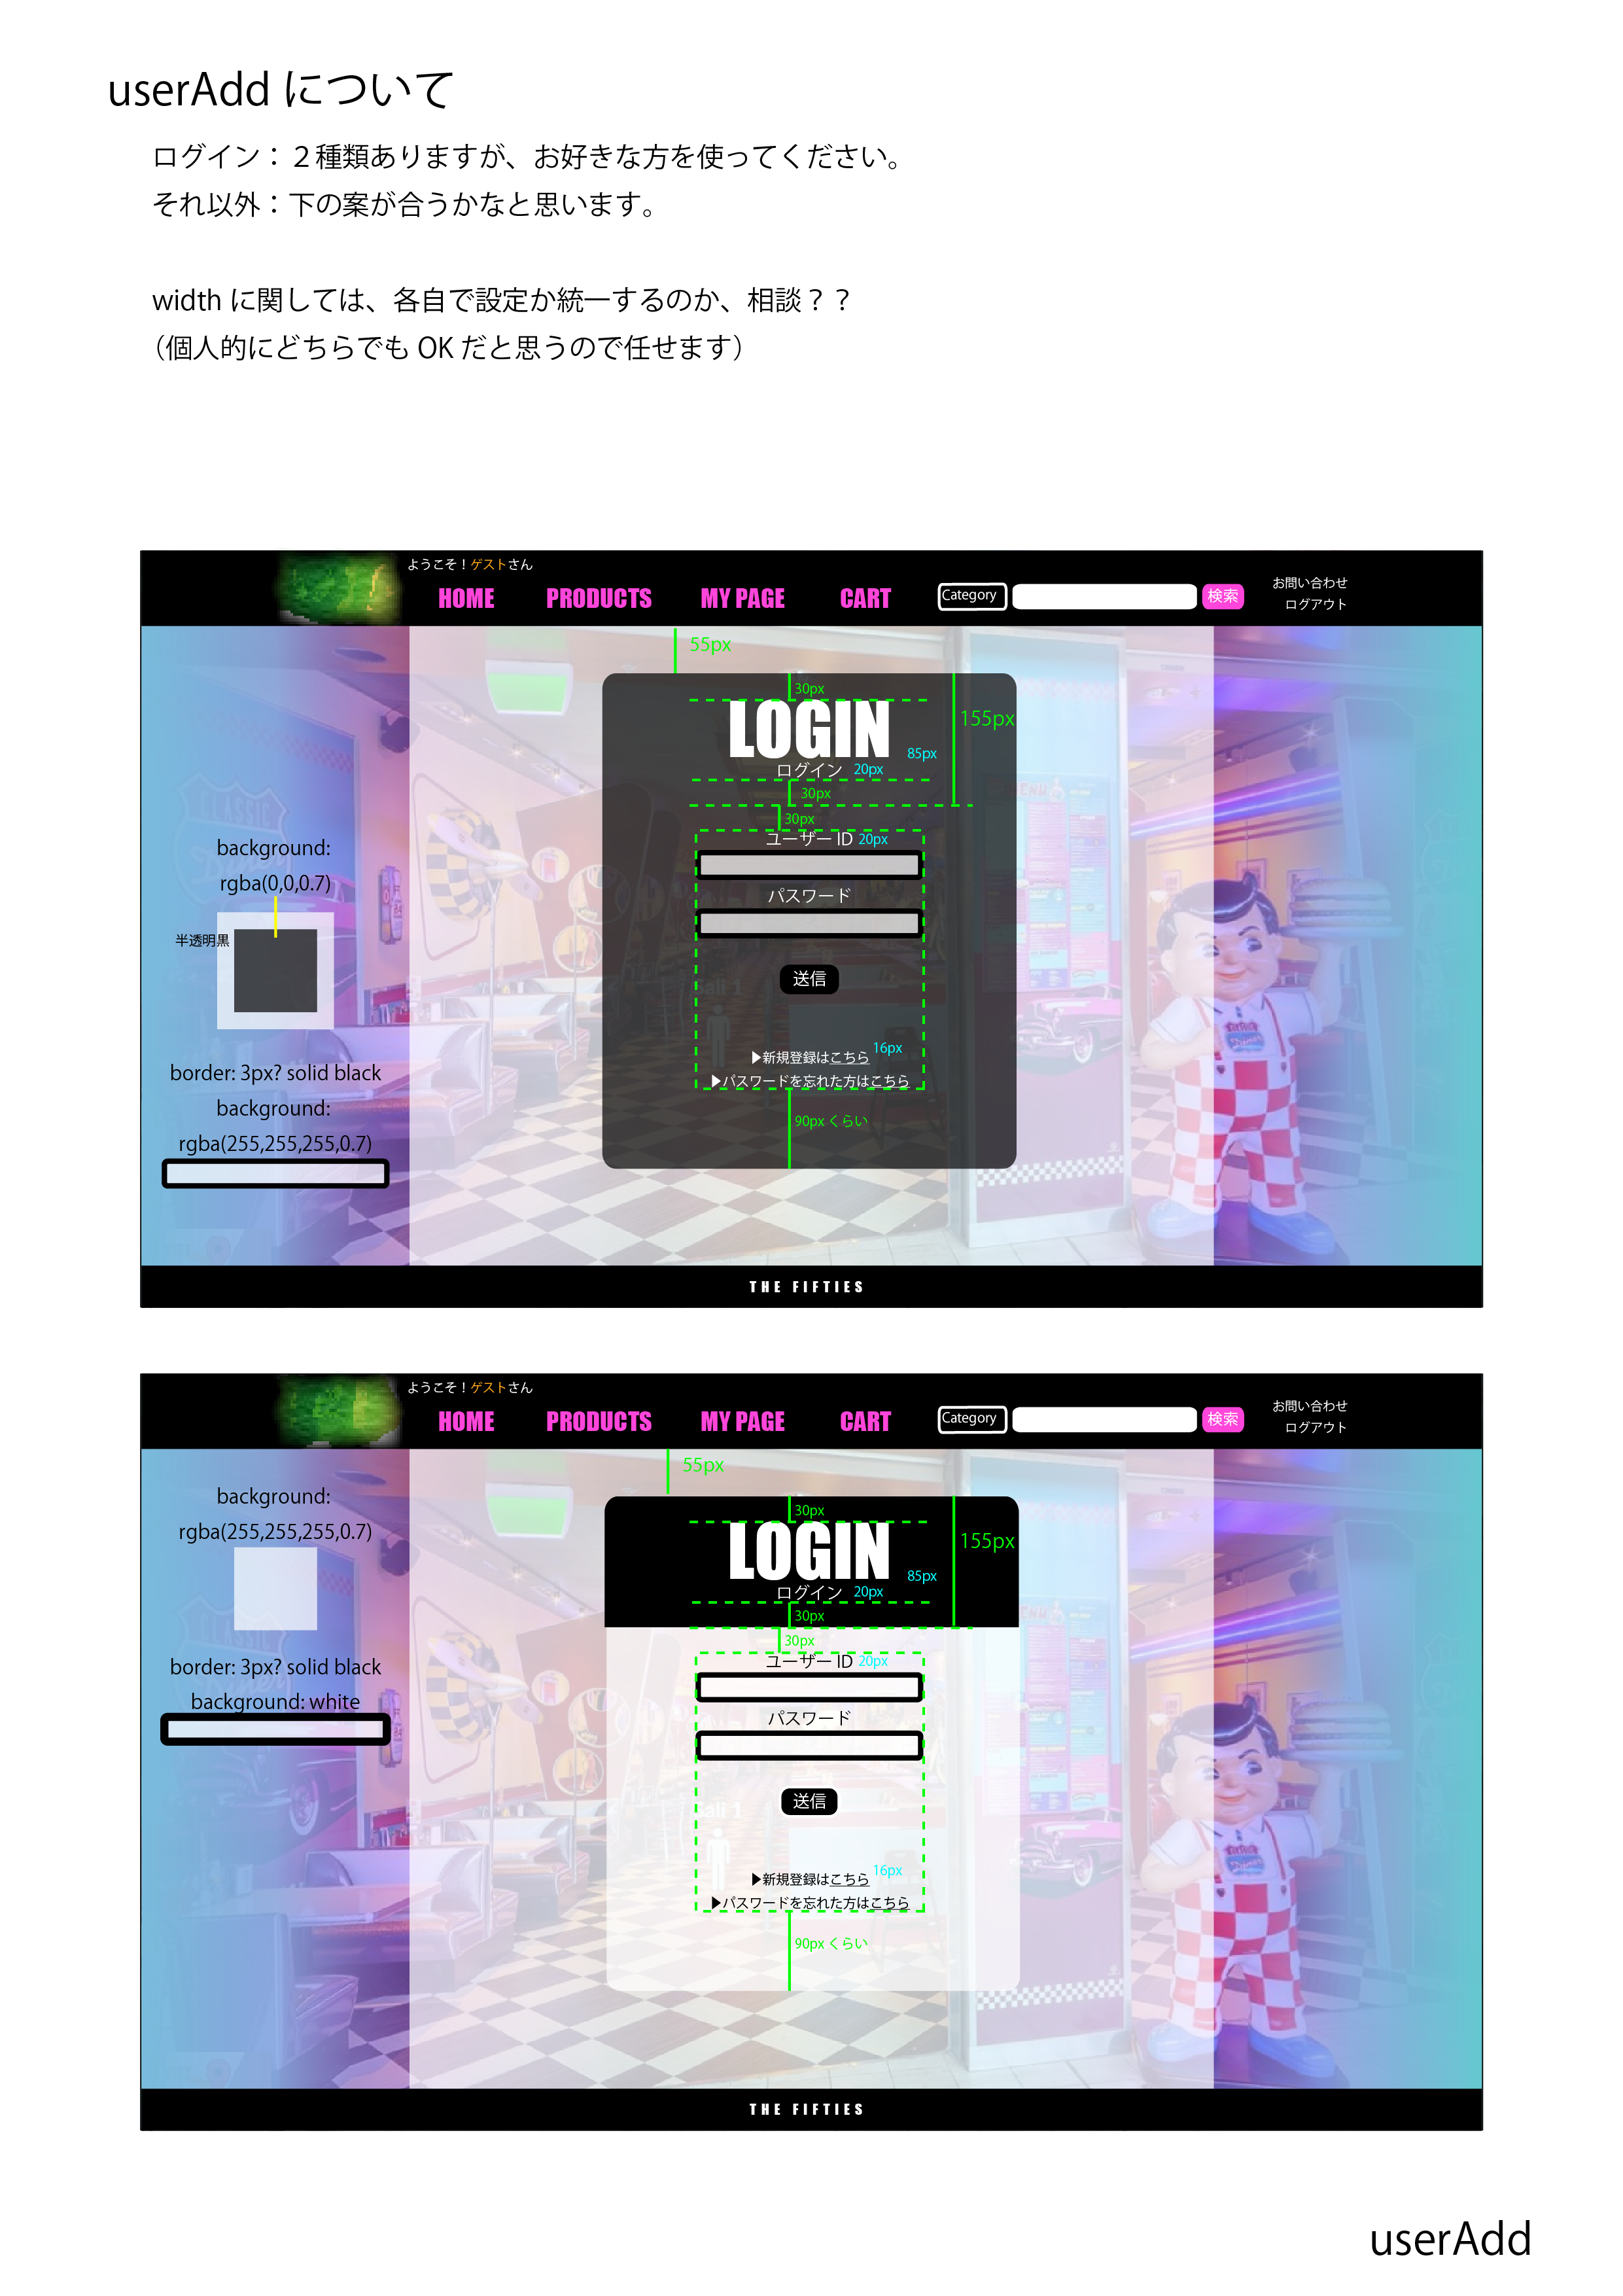 userAdd について
ログイン：２種類ありますが、お好きな方を使ってください。
それ以外：下の案が合うかなと思います。
width に関しては、各自で設定か統一するのか、相談？？
（個人的にどちらでも OK だと思うので任せます）
ようこそ！ゲストさん
HOME PRODUCTS MY PAGE CART Category 検索
お問い合わせ
ログアウト
55px
30px
LOGIN
155px
85px
ログイン 20px
30px
30px
ユーザー ID 20px
パスワード
送信
▶新規登録はこちら 16px
▶パスワードを忘れた方はこちら
90px くらい
background:
rgba(0,0,0.7)
半透明黒
border: 3px? solid black
background:
rgba(255,255,255,0.7)
Sali 1
MENU
CLASSIC
THE FIFTIES
ようこそ！ゲストさん
HOME PRODUCTS MY PAGE CART Category 検索
お問い合わせ
ログアウト
55px
30px
LOGIN
155px
85px
ログイン 20px
30px
30px
ユーザー ID 20px
パスワード
送信
▶新規登録はこちら 16px
▶パスワードを忘れた方はこちら
90px くらい
background:
rgba(255,255,255,0.7)
border: 3px? solid black
background: white
Sali 1
THE FIFTIES
userAdd